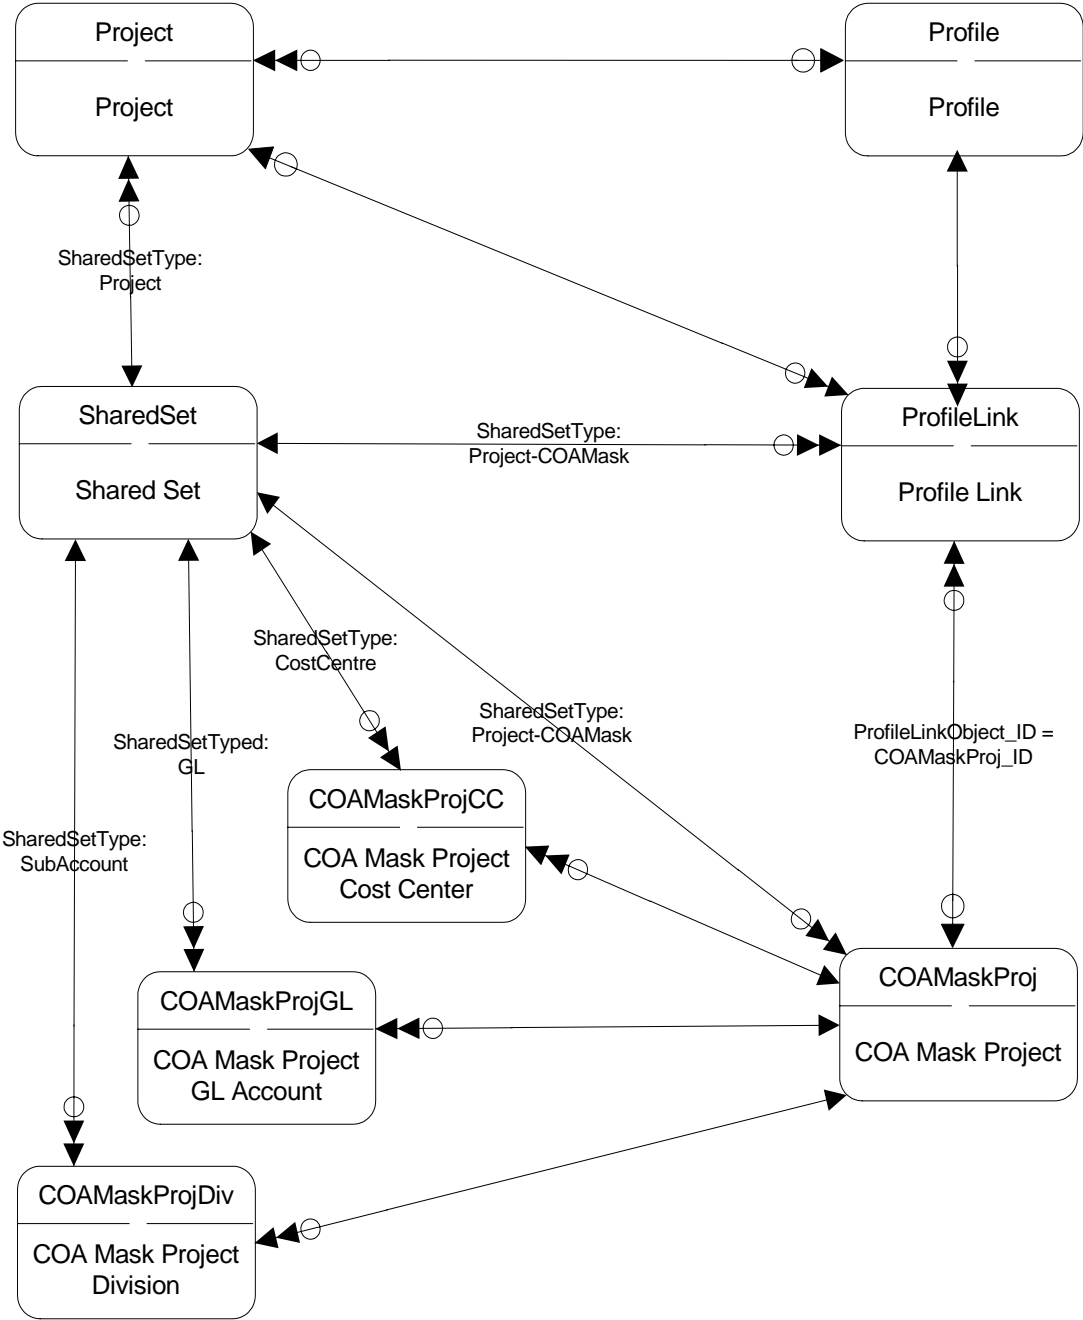 Project
Project
Profile
Profile
SharedSetType:
Project
SharedSet
Shared Set
SharedSetType:
Project-COAMask
ProfileLink
Profile Link
SharedSetType:
CostCentre
SharedSetType:
Project-COAMask
SharedSetTyped:
GL
ProfileLinkObject_ID =
COAMaskProj_ID
SharedSetType:
SubAccount
COAMaskProjCC
COA Mask Project
Cost Center
COAMaskProjGL
COA Mask Project
GL Account
COAMaskProj
COA Mask Project
COAMaskProjDiv
COA Mask Project
Division